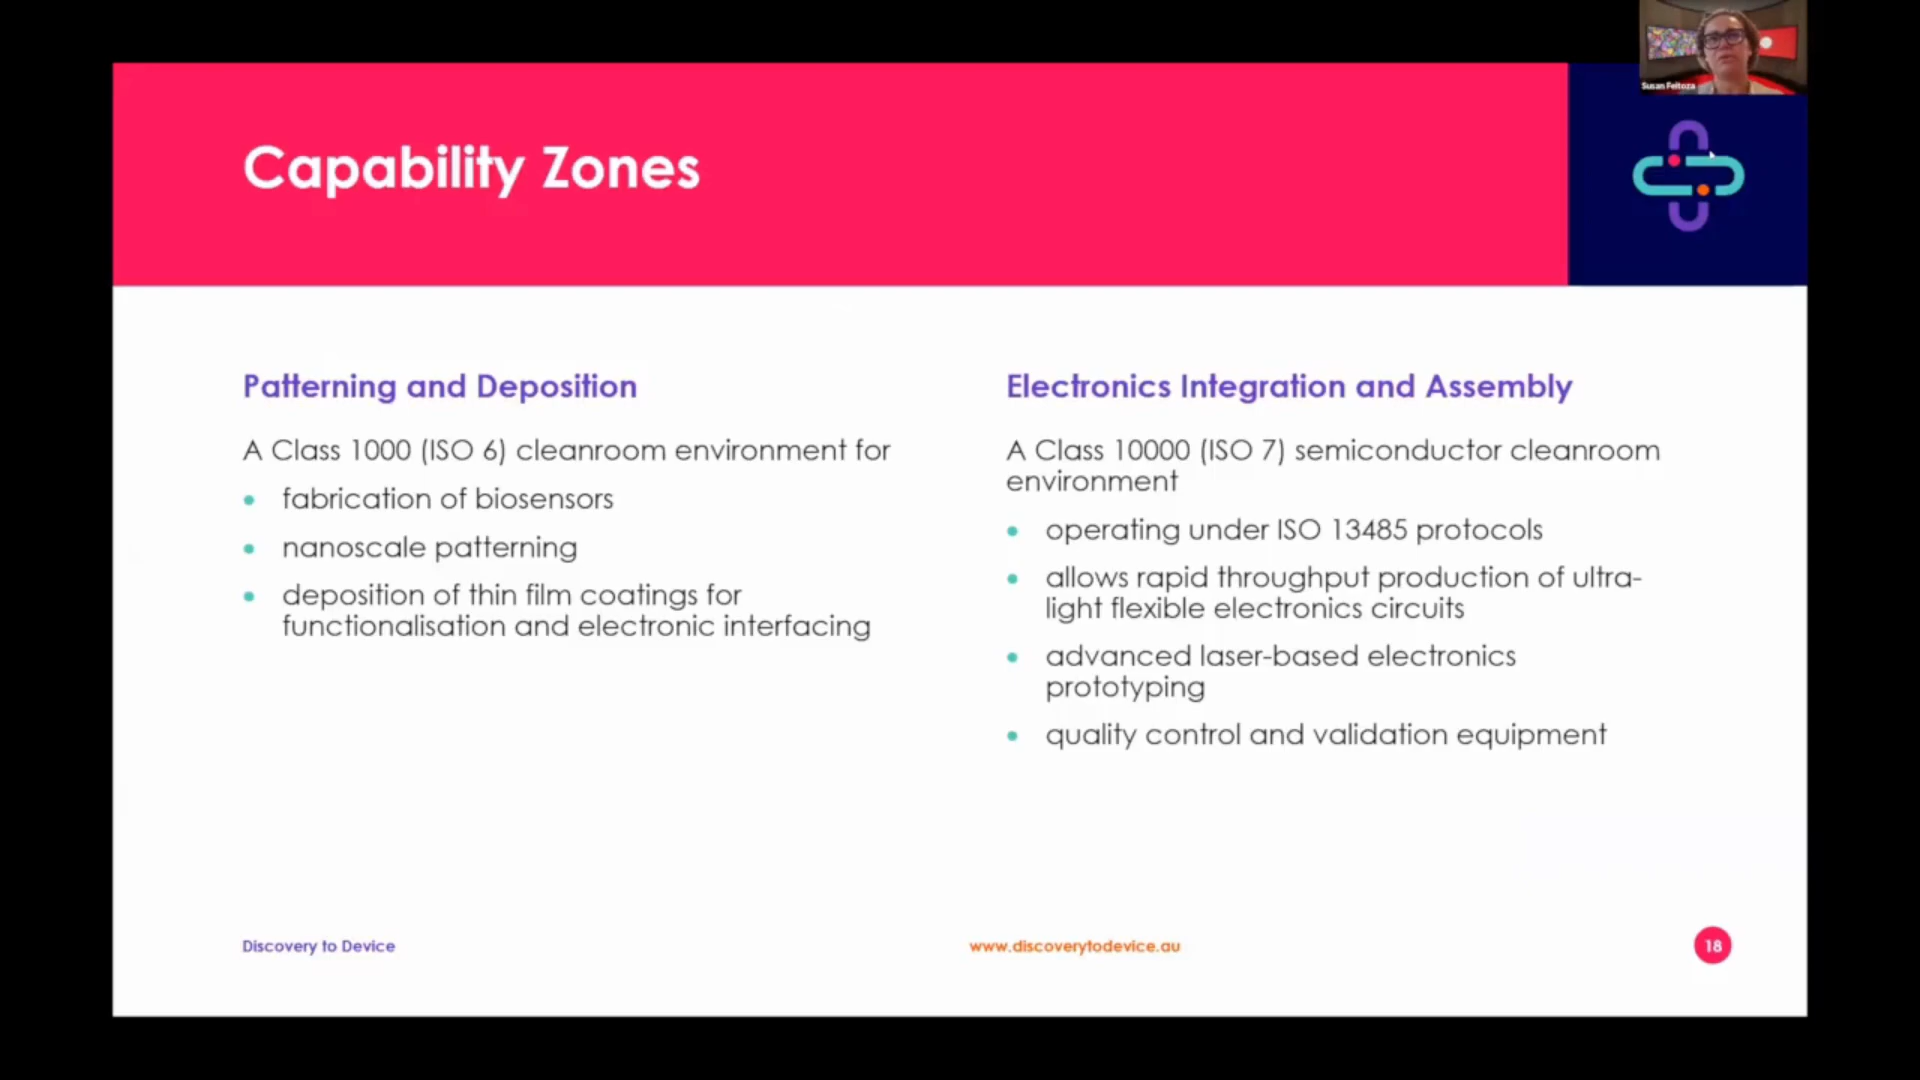 Susan Feitoza
Capability Zones
Patterning and Deposition
A Class 1000 (ISO 6) cleanroom environment for
• fabrication of biosensors
• nanoscale patterning
• deposition of thin film coatings for
functionalisation and electronic interfacing
Electronics Integration and Assembly
A Class 10000 (ISO 7) semiconductor cleanroom
environment
• operating under ISO 13485 protocols
• allows rapid throughput production of ultra-
light flexible electronics circuits
• advanced laser-based electronics
prototyping
• quality control and validation equipment
Discovery to Device
www.discoverytodevice.au
18